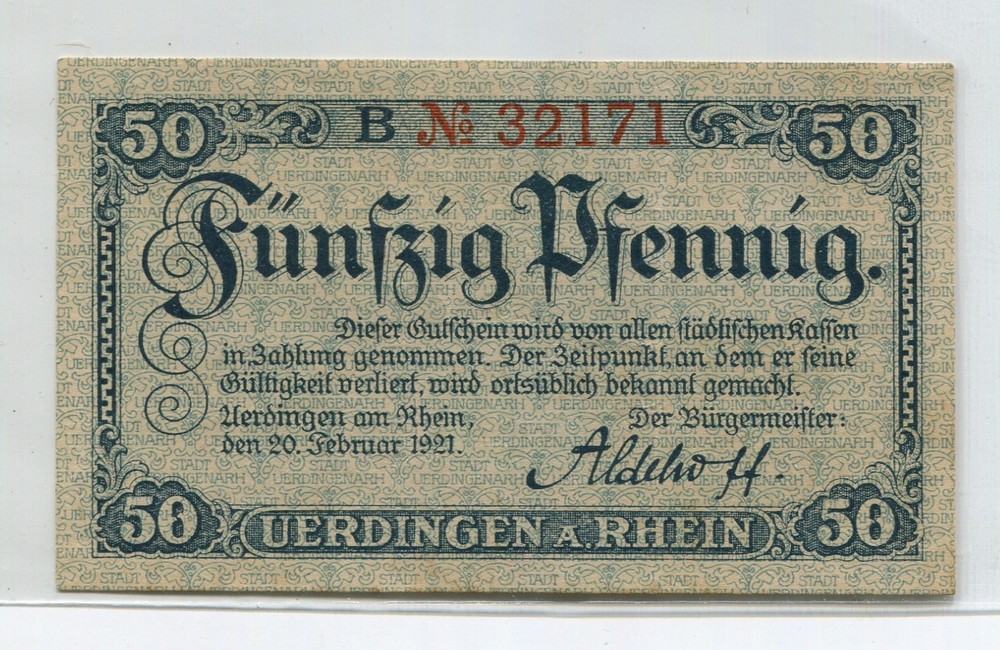 50 B № 32171 50
Fünfzig Pfennig.
Dieser Gutschein wird von allen städtischen Kassen
in Zahlung genommen. Der Zeitpunkt, an dem er seine
Gültigkeit verliert, wird ortsüblich bekannt gemacht.
Uerdingen am Rhein, Der Bürgermeister:
den 20. Februar 1921. Aldehoff.
50 UERDINGEN A. RHEIN 50